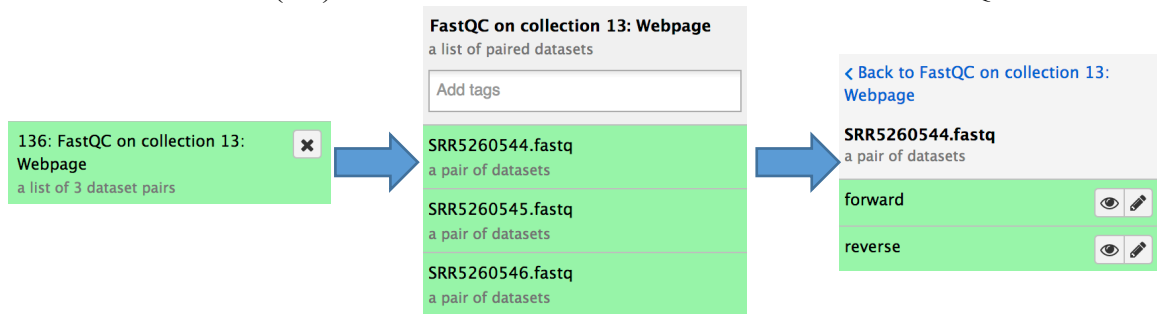 136: FastQC on collection 13:
Webpage
a list of 3 dataset pairs
FastQC on collection 13: Webpage
a list of paired datasets
Add tags
SRR5260544.fastq
a pair of datasets
SRR5260545.fastq
a pair of datasets
SRR5260546.fastq
a pair of datasets
< Back to FastQC on collection 13:
Webpage
SRR5260544.fastq
a pair of datasets
forward
reverse